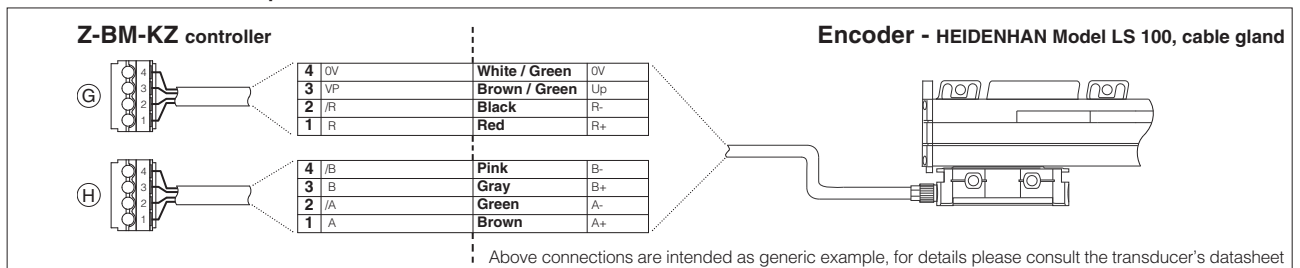 Z-BM-KZ controller
Encoder - HEIDENHAN Model LS 100, cable gland
G
4
3
2
1
4 0V White / Green 0V
3 VP Brown / Green Up
2 /R Black R-
1 R Red R+
H
4
3
2
1
4 /B Pink B-
3 B Gray B+
2 /A Green A-
1 A Brown A+
Above connections are intended as generic example, for details please consult the transducer's datasheet